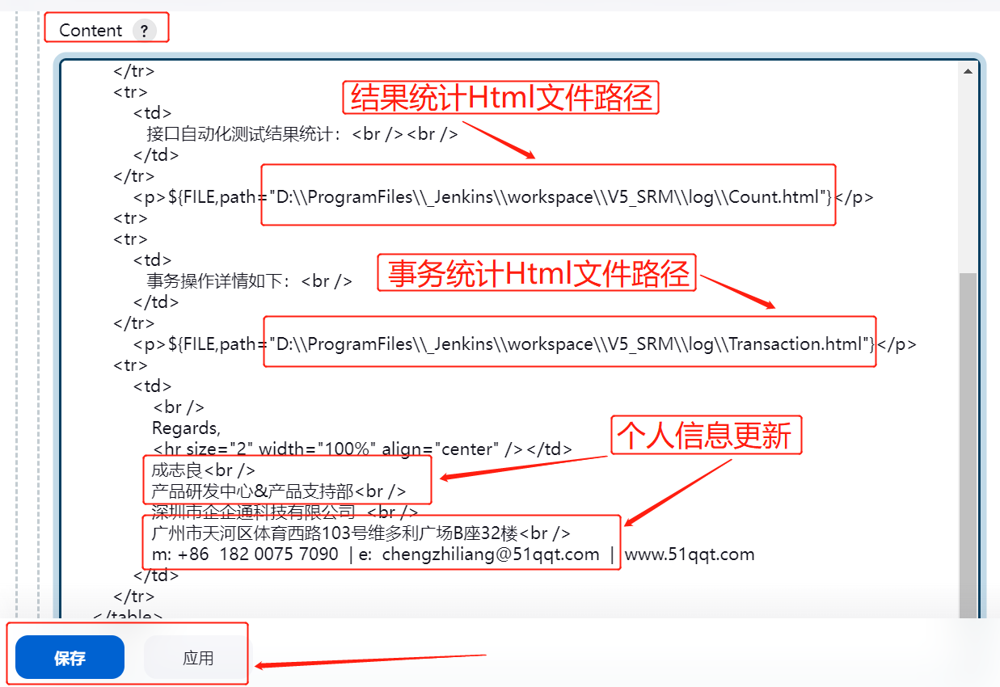 Content ?
</tr>
<tr>
<td>
结果统计Html文件路径
接口自动化测试结果统计：<br /><br />
</td>
</tr>
<p>${FILE,path="D:\\ProgramFiles\\_Jenkins\\workspace\\V5_SRM\\log\\Count.html"}</p>
<tr>
<tr>
<td>
事务统计Html文件路径
事务操作详情如下：<br />
</td>
</tr>
<p>${FILE,path="D:\\ProgramFiles\\_Jenkins\\workspace\\V5_SRM\\log\\Transaction.html"}</p>
<tr>
<td>
<br />
Regards,
个人信息更新
<hr size="2" width="100%" align="center" /></td>
成志良<br />
产品研发中心&产品支持部<br />
深圳市企企通科技有限公司 <br />
广州市天河区体育西路103号维多利广场B座32楼<br />
m: +86  182 0075 7090  | e:  chengzhiliang@51qqt.com  |  www.51qqt.com
</td>
</tr>
</table>
保存 应用